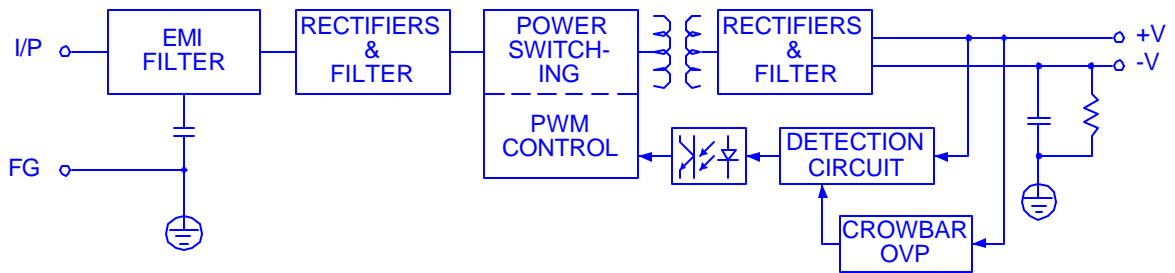 I/P
EMI
FILTER
RECTIFIERS
&
FILTER
POWER
SWITCH-
ING
PWM
CONTROL
RECTIFIERS
&
FILTER
+V
-V
FG
DETECTION
CIRCUIT
CROWBAR
OVP